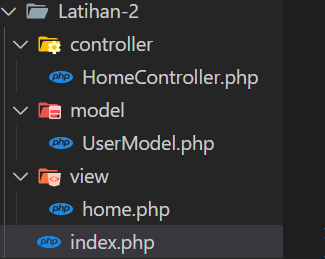 Latihan-2
controller
php HomeController.php
model
php UserModel.php
view
php home.php
php index.php